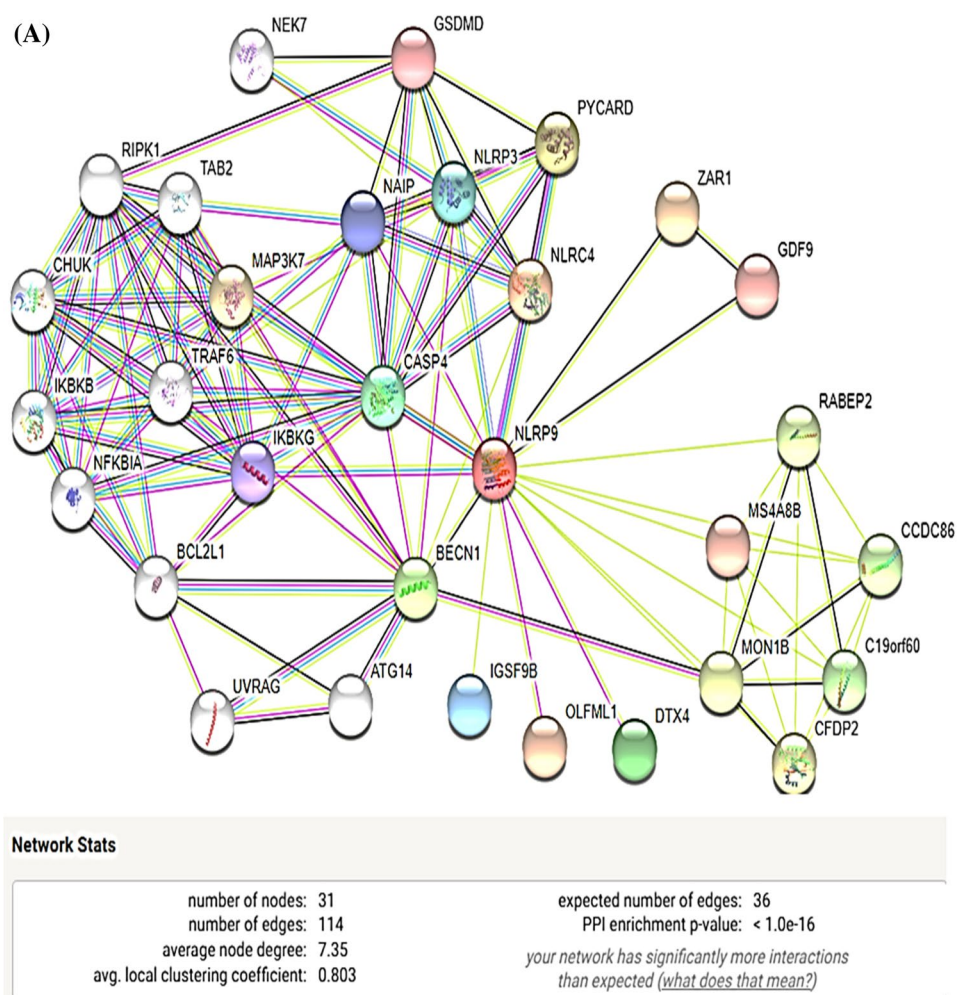 (A)
NEK7
GSDMD
PYCARD
RIPK1
TAB2
NAIP
NLRP3
ZAR1
CHUK
MAP3K7
NLRC4
GDF9
IKBKB
TRAF6
CASP4
RABEP2
NFKBIA
IKBKG
NLRP9
MS4A8B
CCDC86
BCL2L1
BECN1
MON1B
C19orf60
UVRAG
ATG14
IGSF9B
OLFML1
DTX4
CFDP2
Network Stats
number of nodes: 31
number of edges: 114
average node degree: 7.35
avg. local clustering coefficient: 0.803
expected number of edges: 36
PPI enrichment p-value: < 1.0e-16
your network has significantly more interactions
than expected (what does that mean?)